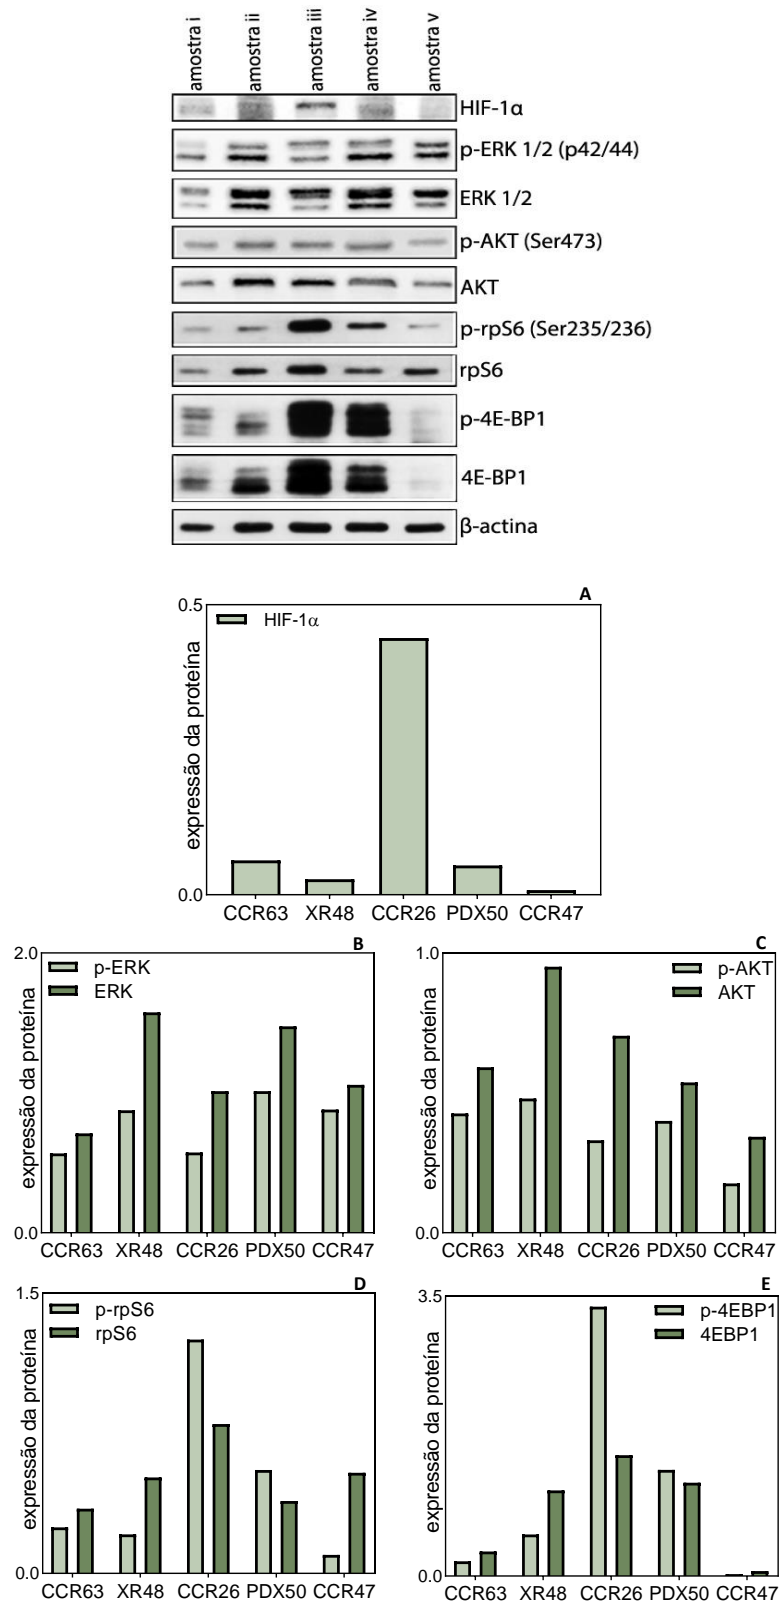 amostra i
amostra ii
amostra iii
amostra iv
amostra v
HIF-1α
p-ERK 1/2 (p42/44)
ERK 1/2
p-AKT (Ser473)
AKT
p-rpS6 (Ser235/236)
rpS6
p-4E-BP1
4E-BP1
β-actina
A
0.5
HIF-1α
expressão da proteína
0.0
CCR63 XR48 CCR26 PDX50 CCR47
B
2.0
p-ERK
ERK
expressão da proteína
0.0
CCR63 XR48 CCR26 PDX50 CCR47
C
1.0
p-AKT
AKT
expressão da proteína
0.0
CCR63 XR48 CCR26 PDX50 CCR47
D
1.5
p-rpS6
rpS6
expressão da proteína
0.0
CCR63 XR48 CCR26 PDX50 CCR47
E
3.5
p-4EBP1
4EBP1
expressão da proteína
0.0
CCR63 XR48 CCR26 PDX50 CCR47